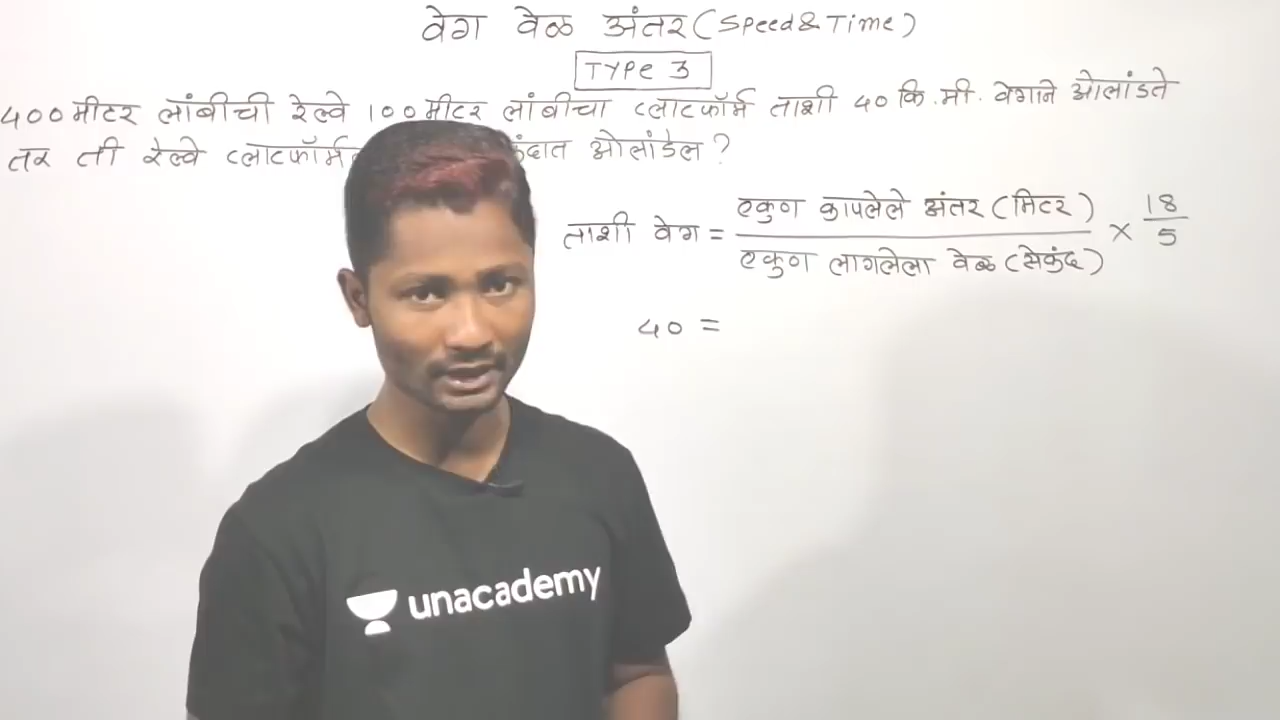 वेग वेळ अंतर (Speed & Time)
TYPE 3
४०० मीटर लांबीची रेल्वे १०० मीटर लांबीचा प्लाटफॉर्म ताशी ४० कि.मी. वेगाने ओलांडते
तर ती रेल्वे प्लाटफॉर्म ओलांडेल ?
ताशी वेग = एकुण कापलेले अंतर (मिटर) / एकुण लागलेला वेळ (सेकुंद) × 18/5
४० =
unacademy